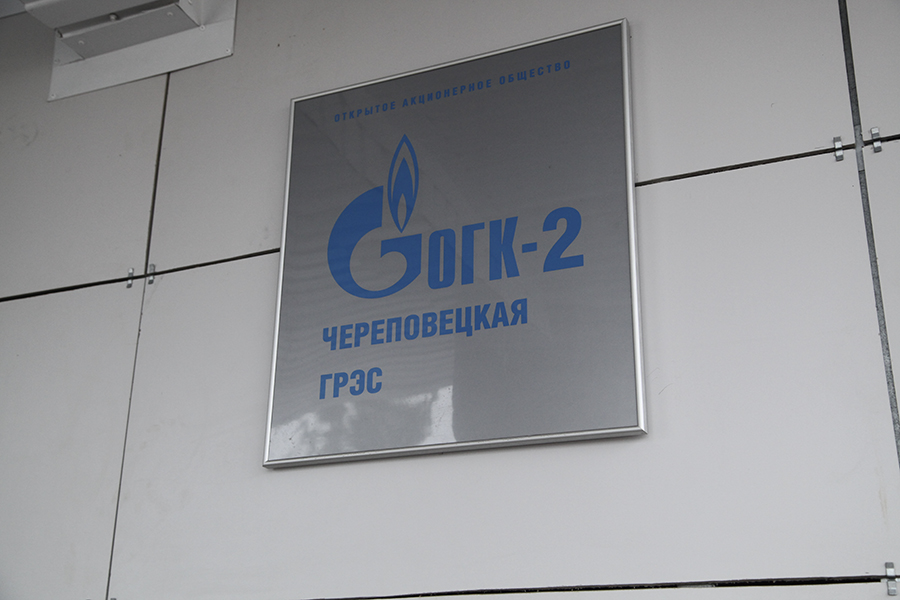 ОТКРЫТОЕ АКЦИОНЕРНОЕ ОБЩЕСТВО
ОГК-2
ЧЕРЕПОВЕЦКАЯ
ГРЭС